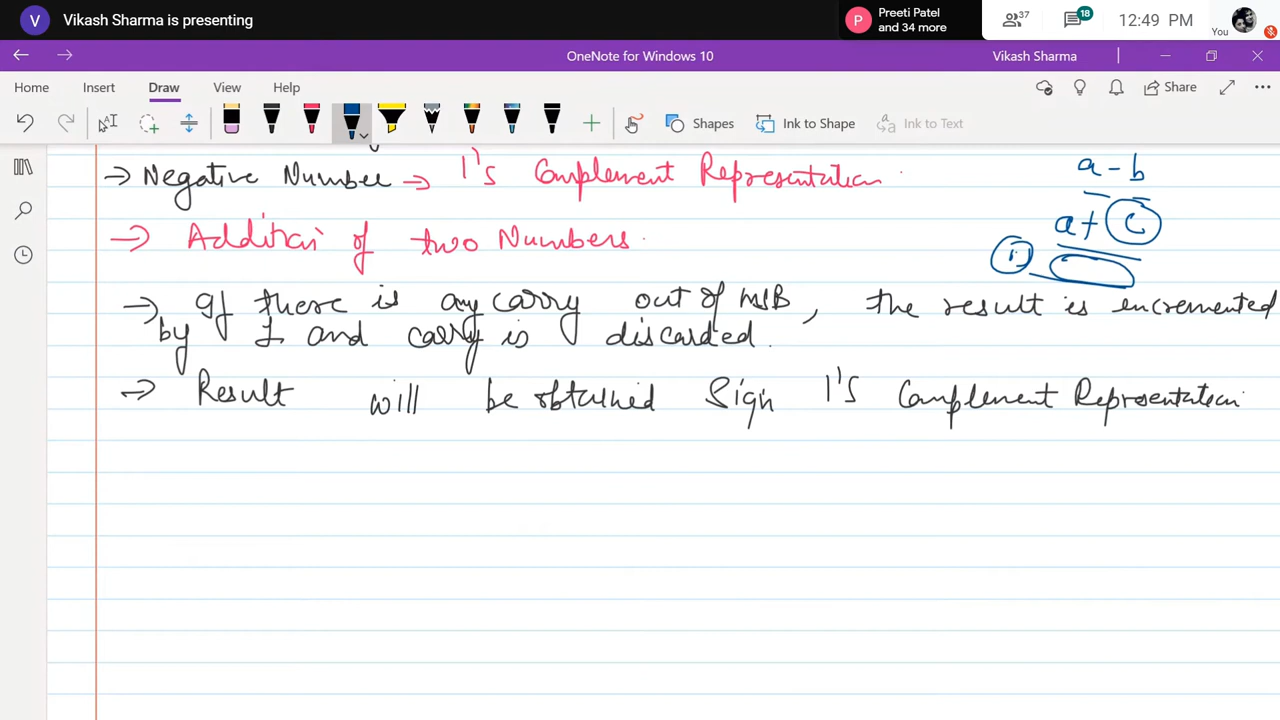 V Vikash Sharma is presenting
P Preeti Patel and 34 more
37
18
12:49 PM
You
OneNote for Windows 10
Vikash Sharma
Home Insert Draw View Help
Share
Shapes
Ink to Shape
Ink to Text
→ Negative Number → 1's Complement Representation
→ Addition of two Numbers.
→ If there is any carry out of MSB, the result is incremented
by 1 and carry is discarded.
→ Result will be obtained Sign 1's Complement Representation
a - b
a + C
1